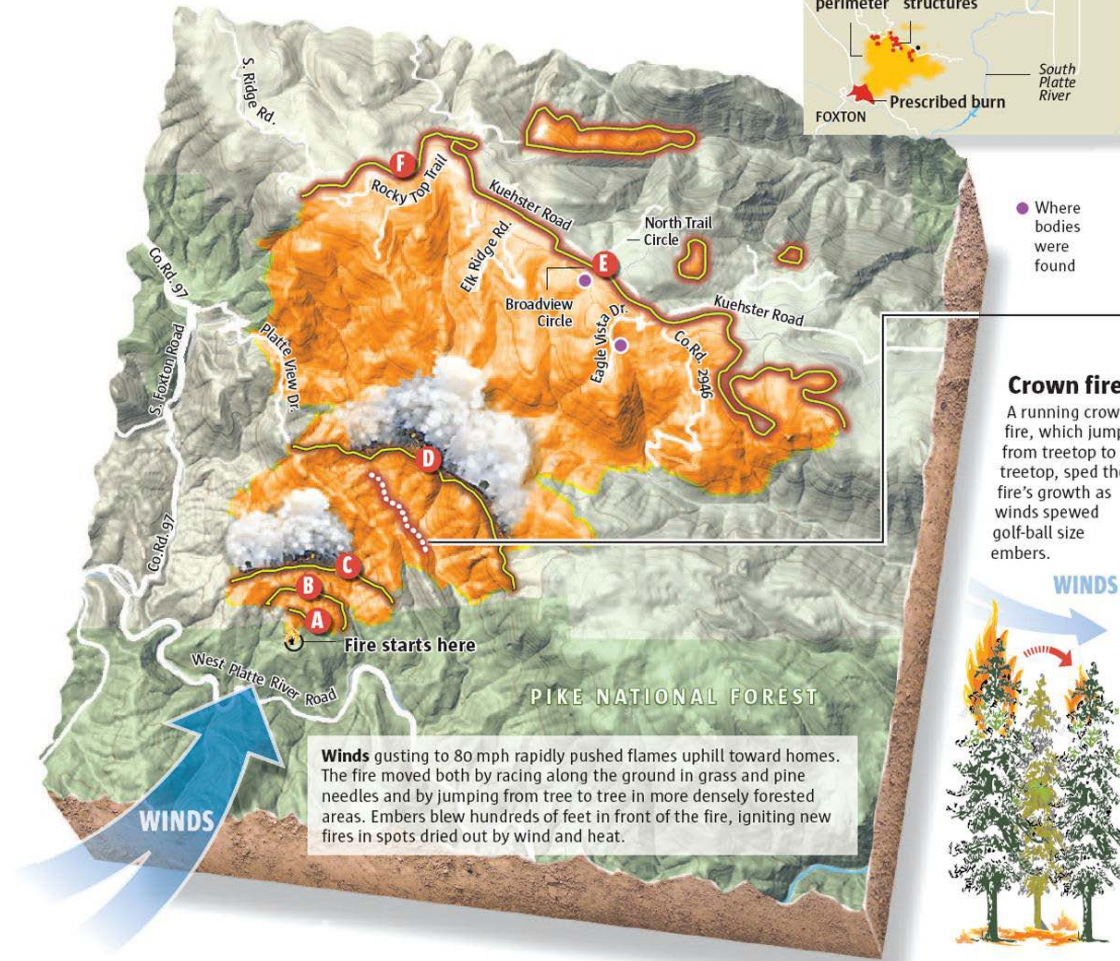 perimeter structures
South
Platte
River
Prescribed burn
FOXTON
S. Ridge Rd.
F
Rocky Top Trail
Kuehster Road
North Trail
Circle
Elk Ridge Rd.
E
Broadview
Circle
Eagle Vista Dr.
Kuehster Road
Co.Rd. 2946
Co.Rd. 97
S. Foxton Road
Platte View Dr.
D
Co.Rd. 97
C
B
A
Fire starts here
West Platte River Road
PIKE NATIONAL FOREST
WINDS
Winds gusting to 80 mph rapidly pushed flames uphill toward homes.
The fire moved both by racing along the ground in grass and pine
needles and by jumping from tree to tree in more densely forested
areas. Embers blew hundreds of feet in front of the fire, igniting new
fires in spots dried out by wind and heat.
Where
bodies
were
found
Crown fire
A running crow
fire, which jump
from treetop to
treetop, sped the
fire's growth as
winds spewed
golf-ball size
embers.
WINDS